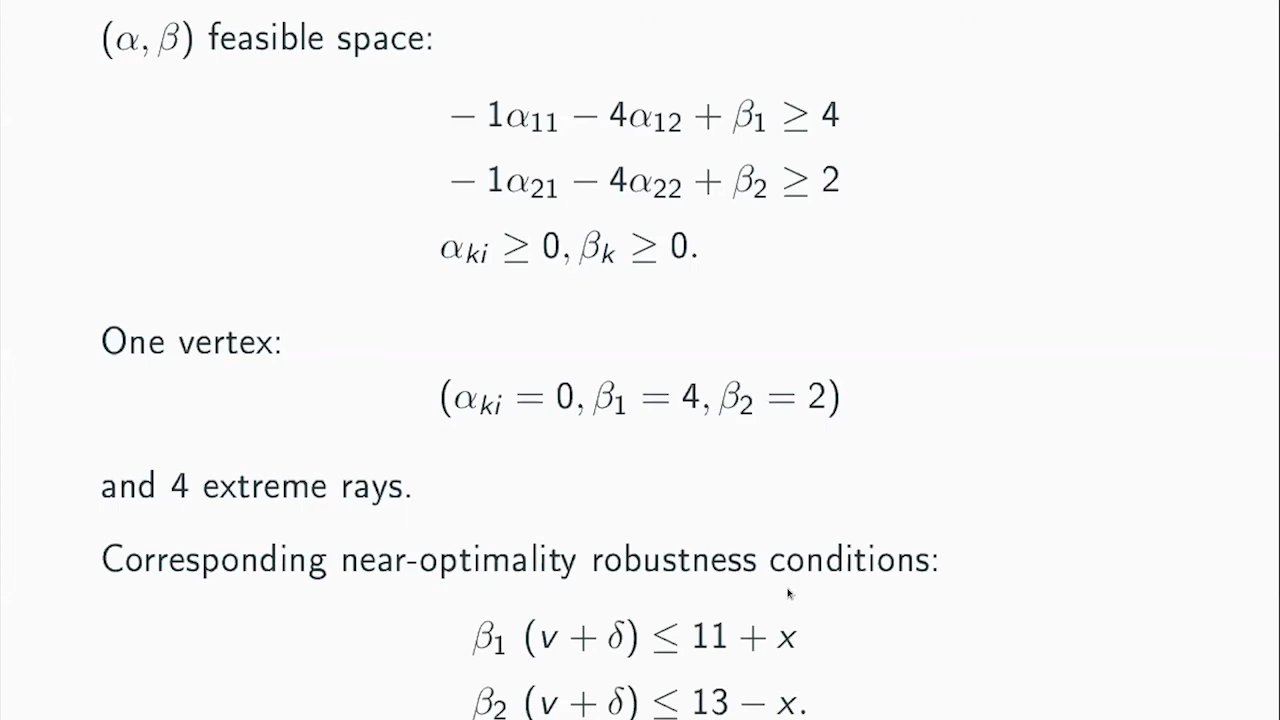 (α, β) feasible space:
− 1α₁₁ − 4α₁₂ + β₁ ≥ 4
− 1α₂₁ − 4α₂₂ + β₂ ≥ 2
αₖᵢ ≥ 0, βₖ ≥ 0.
One vertex:
(αₖᵢ = 0, β₁ = 4, β₂ = 2)
and 4 extreme rays.
Corresponding near-optimality robustness conditions:
β₁ (v + δ) ≤ 11 + x
β₂ (v + δ) ≤ 13 − x.